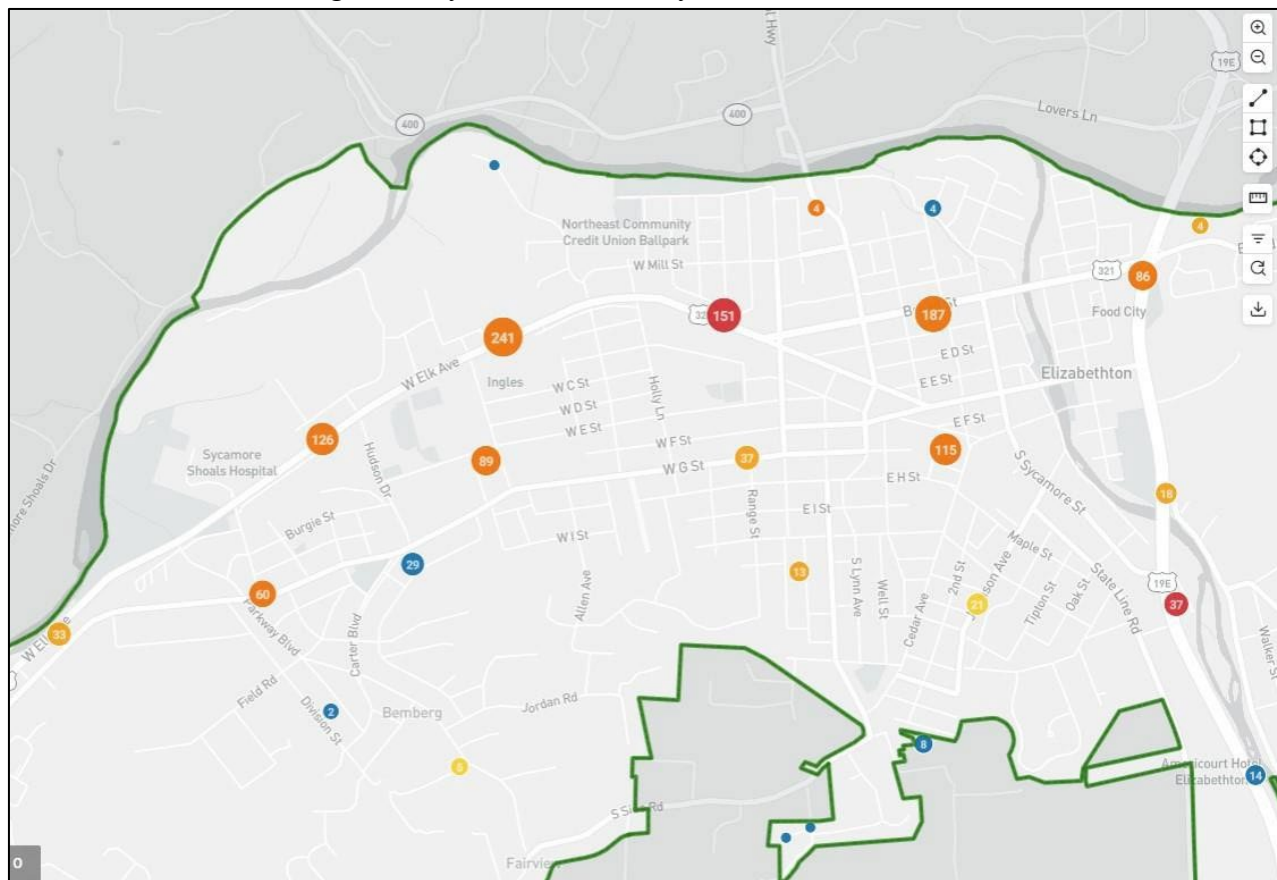 Hwy
19E
400
400
Lovers Ln
Northeast Community
Credit Union Ballpark
4
4
4
W Mill St
321
86
Food City
151
187
241
W Elk Ave
Ingles
E D St
E E St
Elizabethton
W C St
W D St
W E St
Holly Ln
E F St
126
Sycamore
Shoals Hospital
Hudson Dr
89
W F St
37
W G St
115
S Sycamore St
E H St
18
Burgie St
Range St
E I St
W I St
29
13
Maple St
19E
60
Allen Ave
S Lynn Ave
Well St
2nd St
21
Tipton St
Oak St
State Line Rd
37
33
Parkway Blvd
Carter Blvd
Cedar Ave
Walker St
Field Rd
Division St
2
Bemberg
Jordan Rd
8
Americourt Hotel
Elizabethton
14
Fairview
0